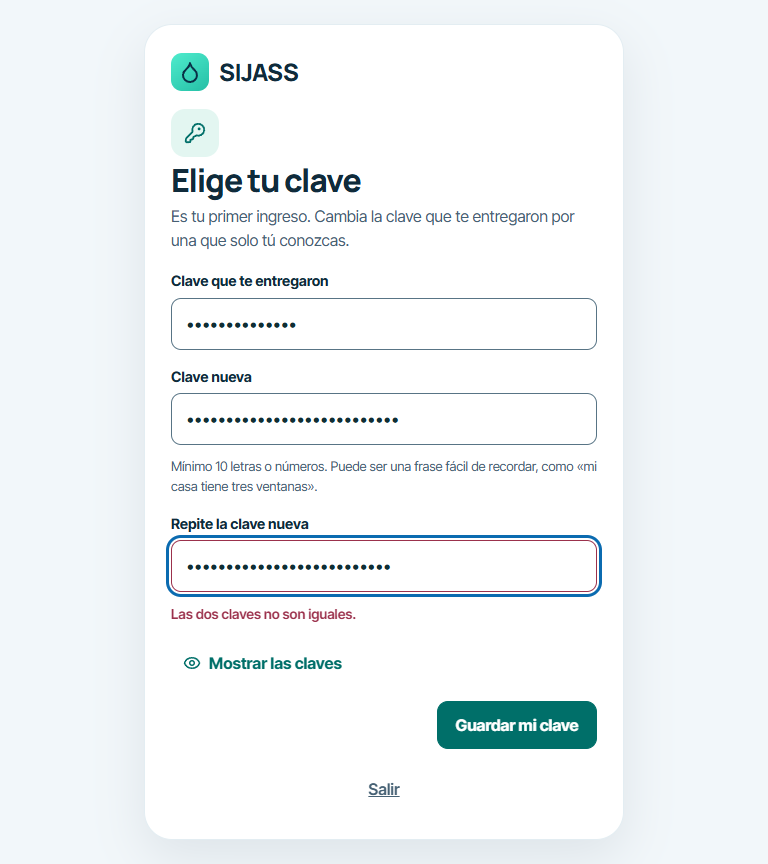 SIJASS
Elige tu clave
Es tu primer ingreso. Cambia la clave que te entregaron por
una que solo tú conozcas.
Clave que te entregaron
••••••••••••••
Clave nueva
•••••••••••••••••••••••••••
Mínimo 10 letras o números. Puede ser una frase fácil de recordar, como «mi
casa tiene tres ventanas».
Repite la clave nueva
••••••••••••••••••••••••••
Las dos claves no son iguales.
Mostrar las claves
Guardar mi clave
Salir